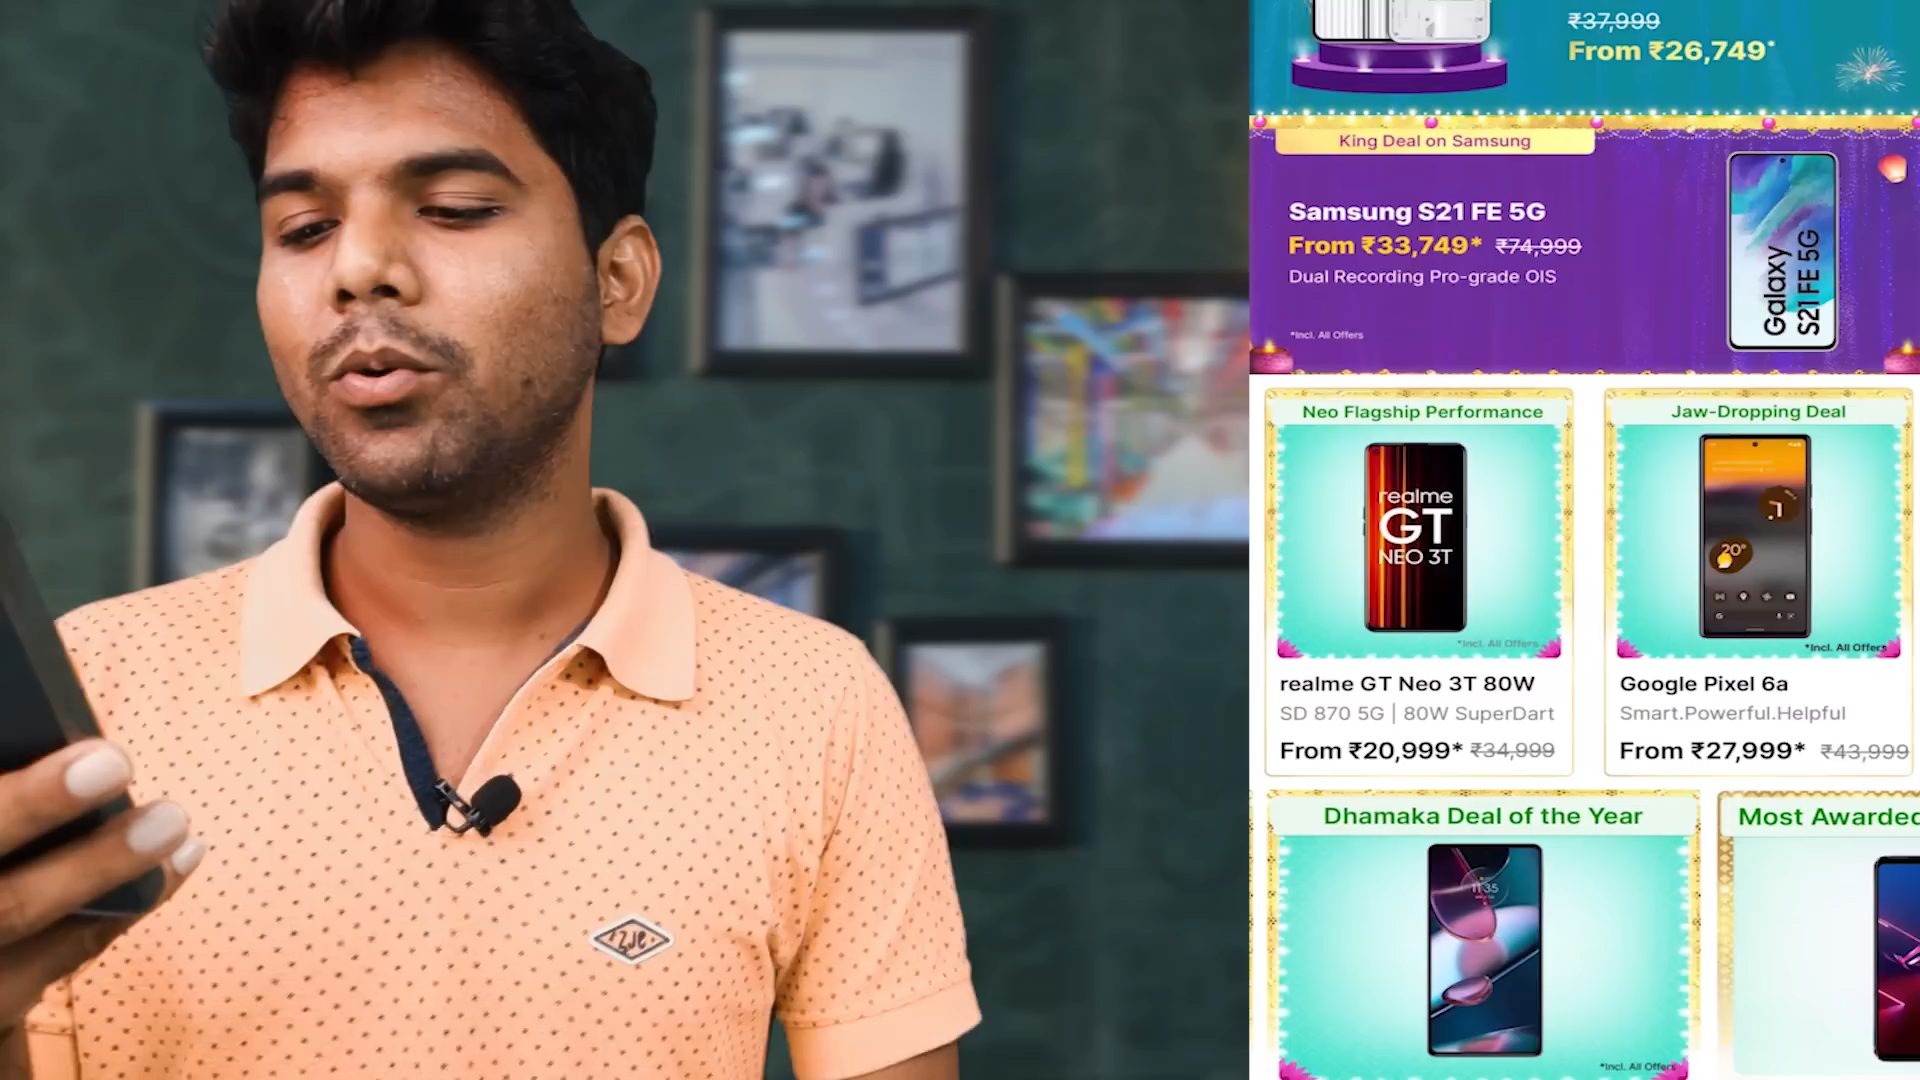 ₹37,999
From ₹26,749*
King Deal on Samsung
Samsung S21 FE 5G
From ₹33,749* ₹74,999
Dual Recording Pro-grade OIS
*Incl. All Offers
Galaxy
S21 FE 5G
Neo Flagship Performance
realme
GT
NEO 3T
*Incl. All Offers
realme GT Neo 3T 80W
SD 870 5G | 80W SuperDart
From ₹20,999* ₹34,999
Jaw-Dropping Deal
20°
*Incl. All Offers
Google Pixel 6a
Smart.Powerful.Helpful
From ₹27,999* ₹43,999
Dhamaka Deal of the Year
11:35
*Incl. All Offers
Most Awarded